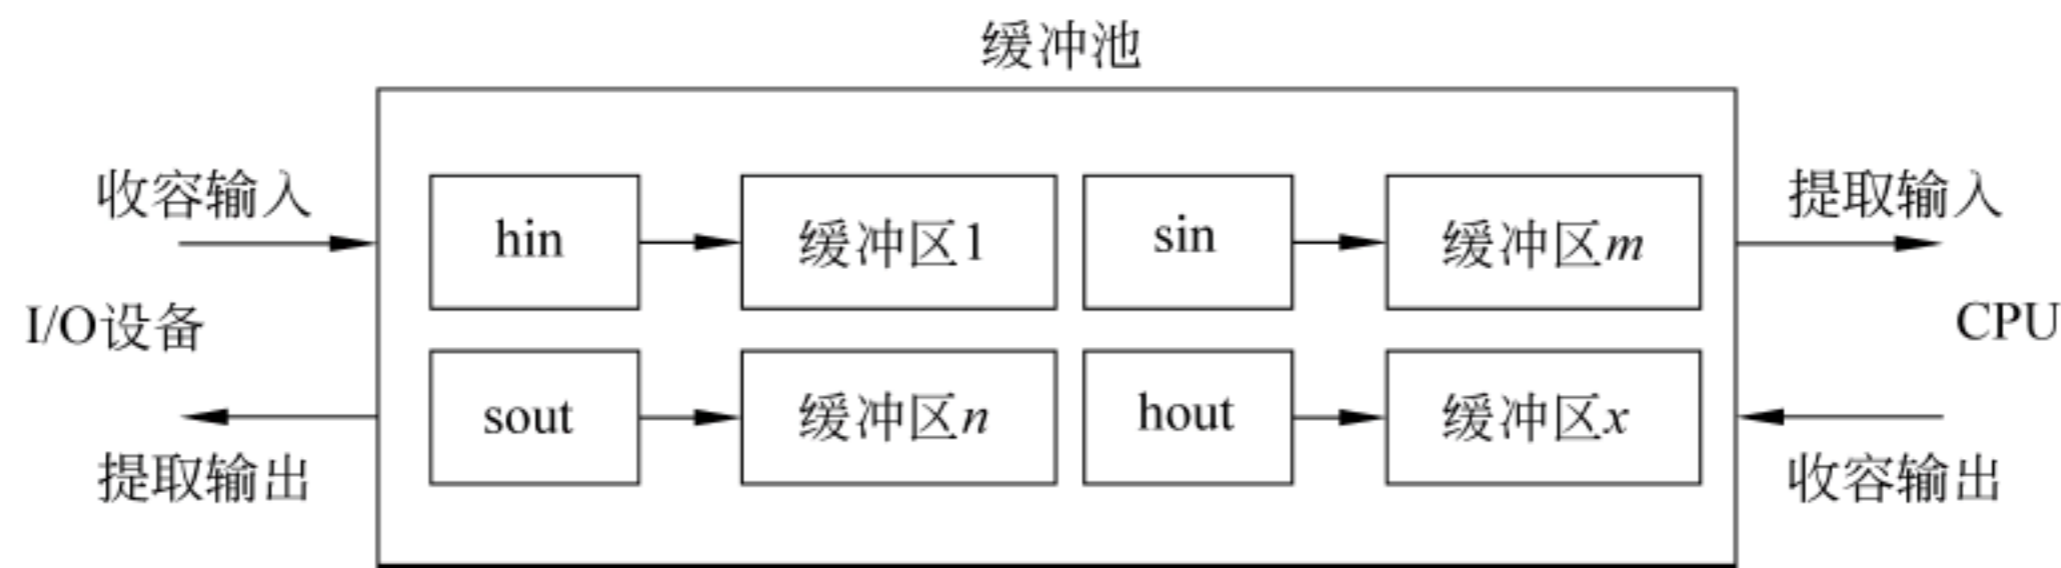 缓冲池
收容输入
hin
缓冲区1
sin
缓冲区m
提取输入
I/O设备
CPU
sout
缓冲区n
hout
缓冲区x
提取输出
收容输出